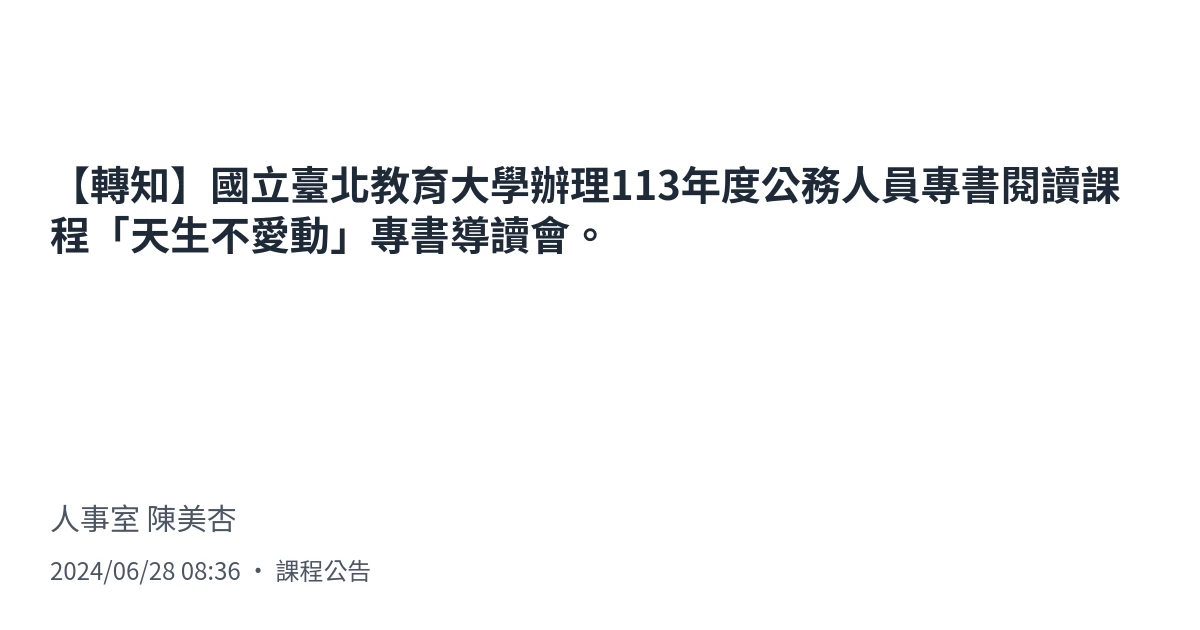 【轉知】國立臺北教育大學辦理113年度公務人員專書閱讀課
程「天生不愛動」專書導讀會。
人事室 陳美杏
2024/06/28 08:36 • 課程公告